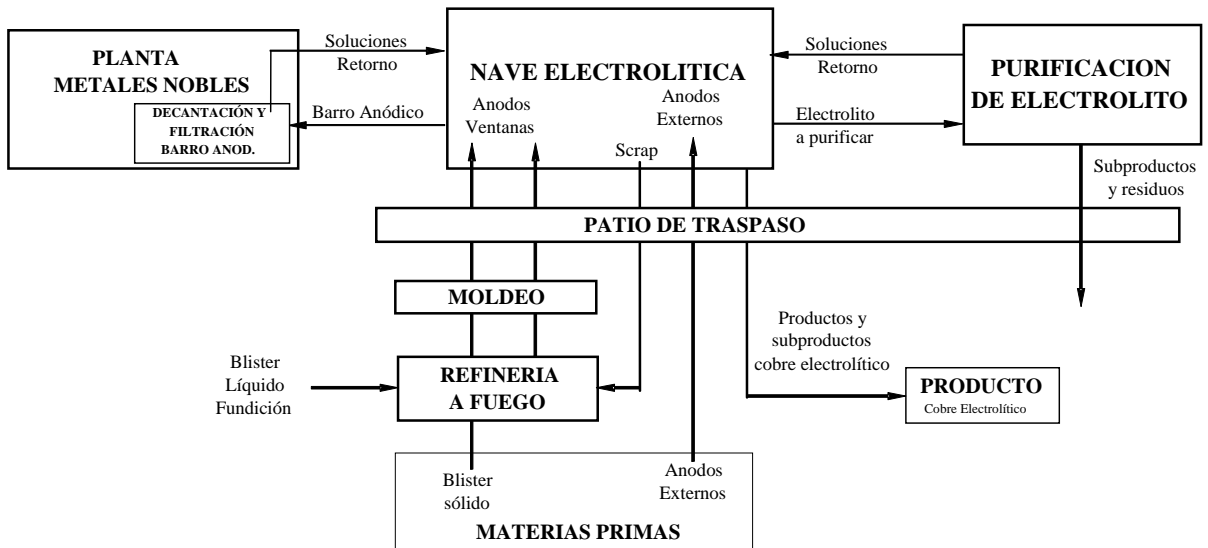 PLANTA
METALES NOBLES
DECANTACIÓN Y
FILTRACIÓN
BARRO ANOD.
Soluciones
Retorno
Barro Anódico
NAVE ELECTROLITICA
Anodos
Ventanas
Anodos
Externos
Scrap
Soluciones
Retorno
Electrolito
a purificar
PURIFICACION
DE ELECTROLITO
Subproductos
y residuos
PATIO DE TRASPASO
MOLDEO
Blister
Líquido
Fundición
REFINERIA
A FUEGO
Productos y
subproductos
cobre electrolítico
PRODUCTO
Cobre Electrolítico
Blister
sólido
Anodos
Externos
MATERIAS PRIMAS